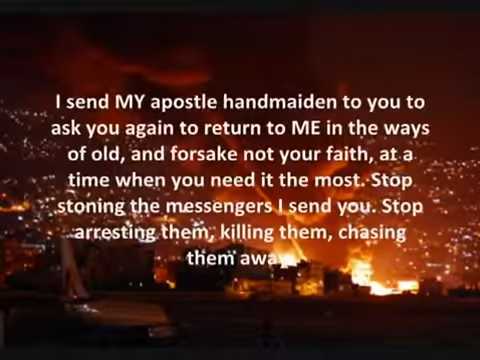 I send MY apostle handmaiden to you to
ask you again to return to ME in the ways
of old, and forsake not your faith, at a
time when you need it the most. Stop
stoning the messengers I send you. Stop
arresting them, killing them, chasing
them away.